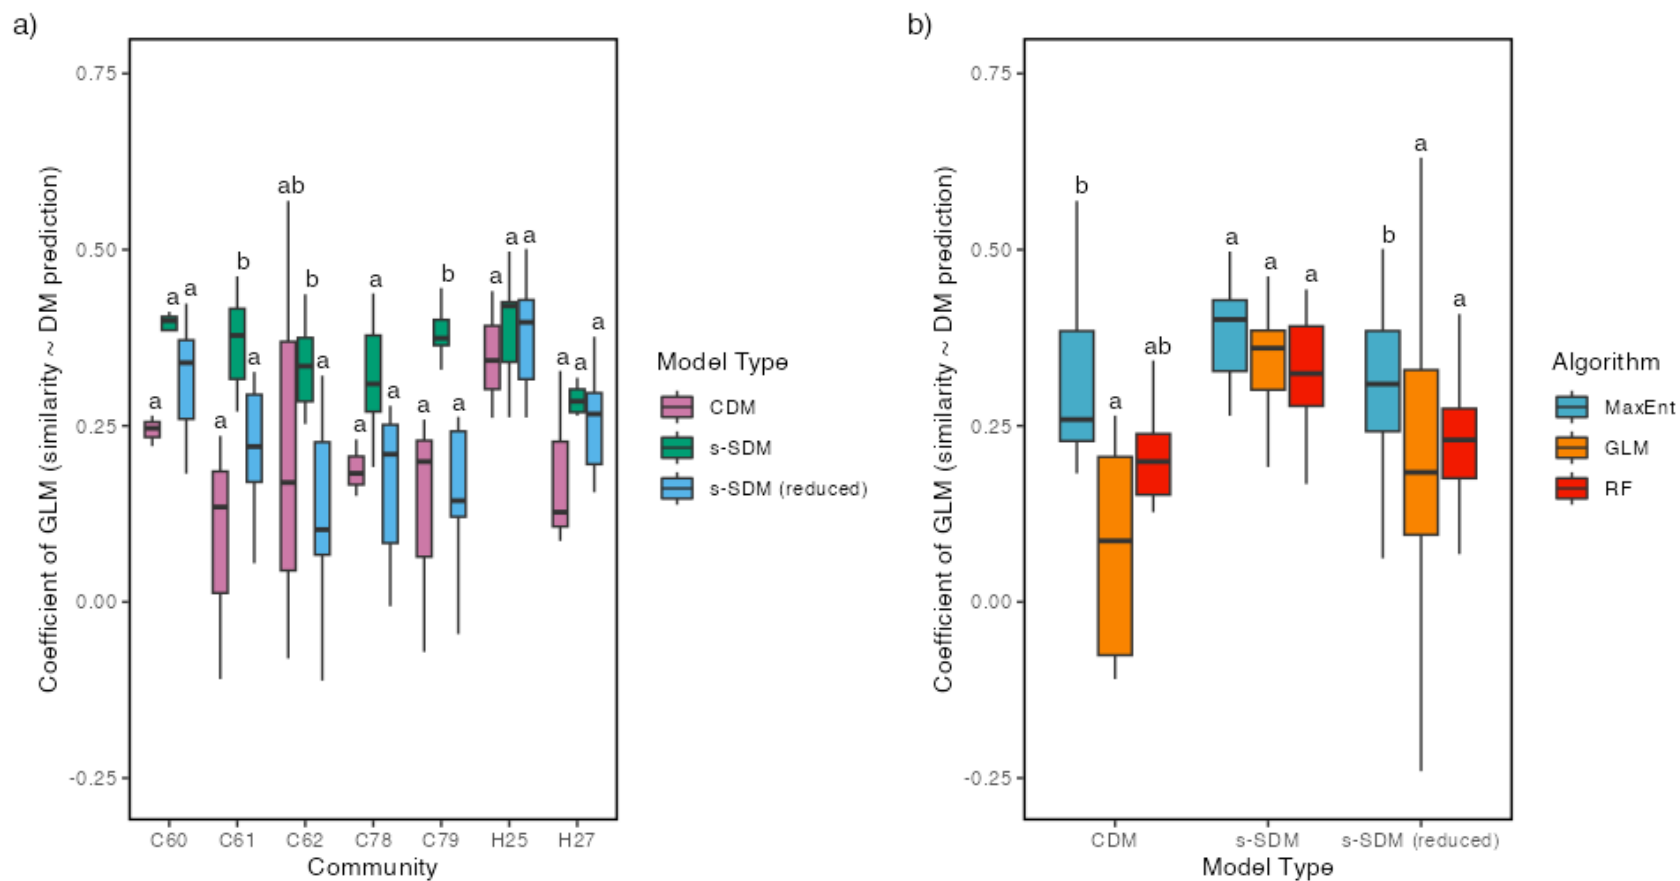 a)
Coefficient of GLM (similarity ~ DM prediction)
0.75
0.50
0.25
0.00
-0.25
a a a
a b a
ab b a
a a a
a b a
a a a
a a a
C60 C61 C62 C78 C79 H25 H27
Community
Model Type
CDM
s-SDM
s-SDM (reduced)
b)
Coefficient of GLM (similarity ~ DM prediction)
0.75
0.50
0.25
0.00
-0.25
b a ab
a a a
b a a
CDM s-SDM s-SDM (reduced)
Model Type
Algorithm
MaxEnt
GLM
RF